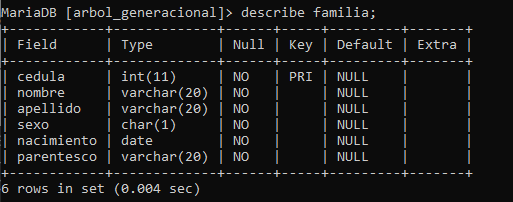 MariaDB [arbol_generacional]> describe familia;
+------------+-------------+------+-----+---------+-------+
| Field      | Type        | Null | Key | Default | Extra |
+------------+-------------+------+-----+---------+-------+
| cedula     | int(11)     | NO   | PRI | NULL    |       |
| nombre     | varchar(20) | NO   |     | NULL    |       |
| apellido   | varchar(20) | NO   |     | NULL    |       |
| sexo       | char(1)     | NO   |     | NULL    |       |
| nacimiento | date        | NO   |     | NULL    |       |
| parentesco | varchar(20) | NO   |     | NULL    |       |
+------------+-------------+------+-----+---------+-------+
6 rows in set (0.004 sec)